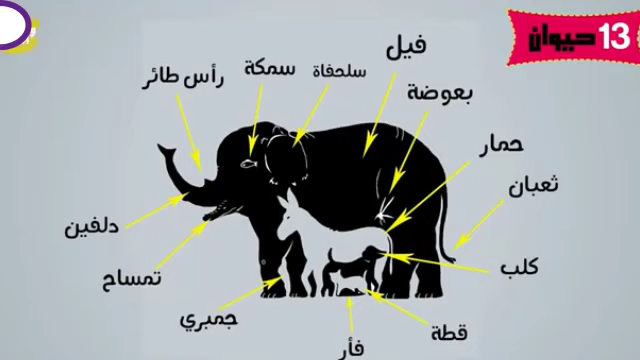 13 حيوان
فيل
سمكة
سلحفاة
رأس طائر
بعوضة
حمار
ثعبان
دلفين
كلب
تمساح
جمبري
قطة
فأر